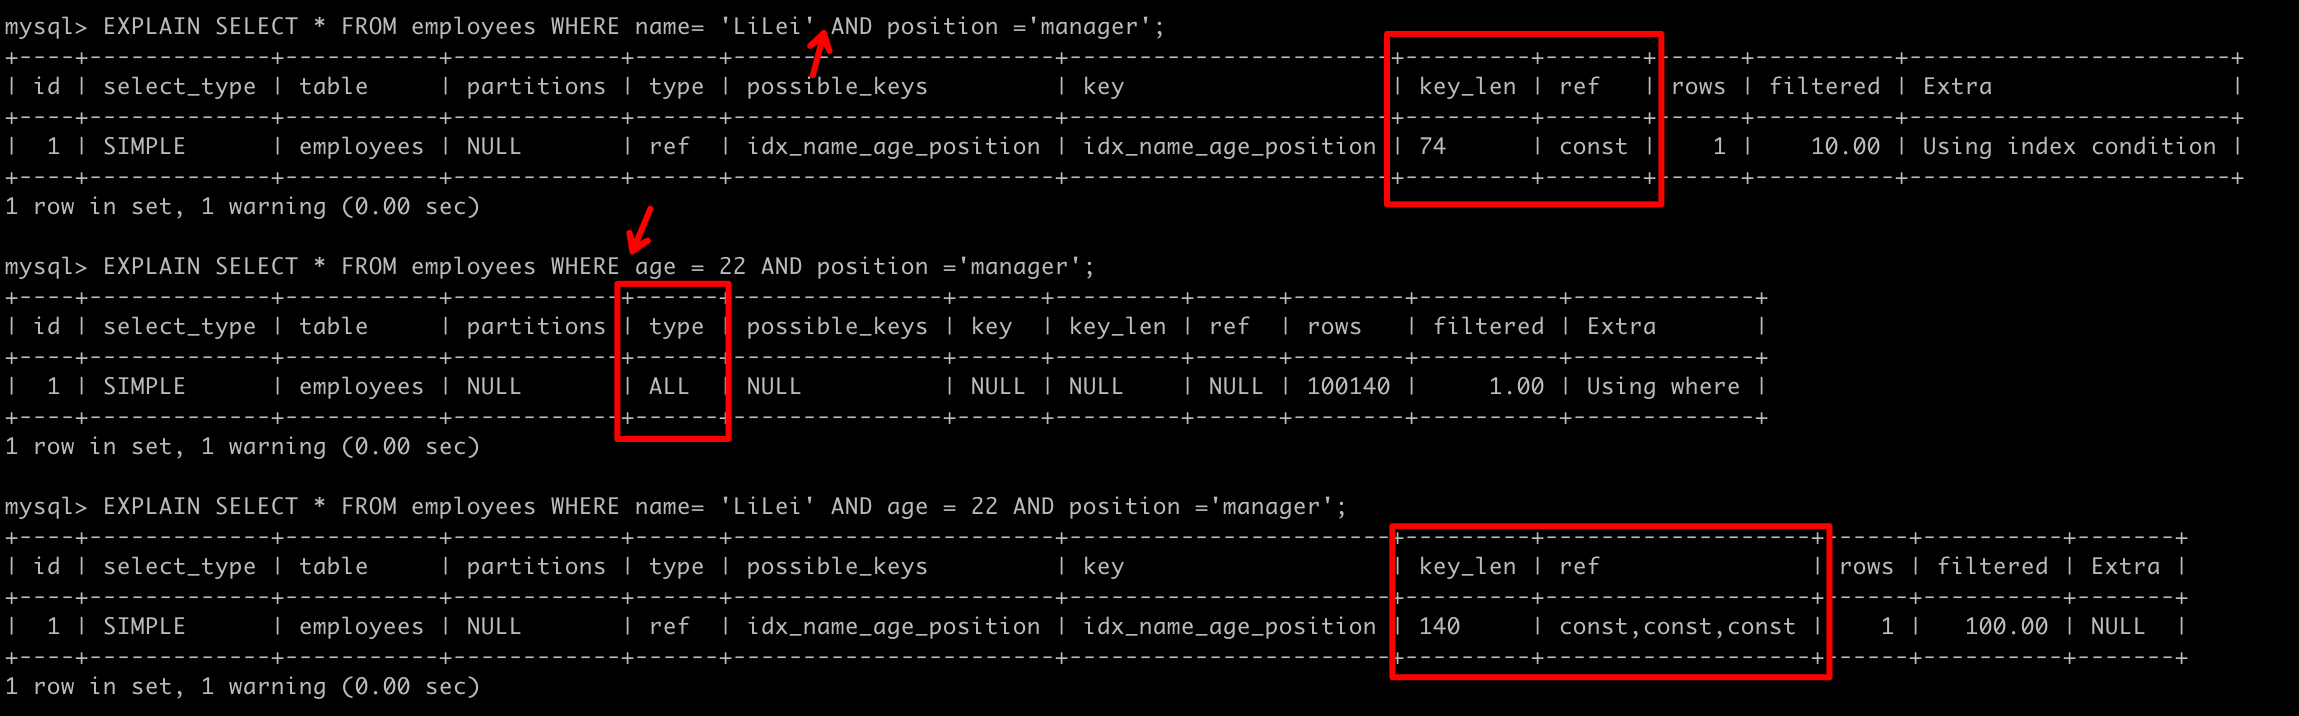 mysql> EXPLAIN SELECT * FROM employees WHERE name= 'LiLei' AND position ='manager';
+----+-------------+-----------+------------+------+-----------------------+-----------------------+---------+-------+------+----------+-----------------------+
| id | select_type | table     | partitions | type | possible_keys         | key                   | key_len | ref   | rows | filtered | Extra                 |
+----+-------------+-----------+------------+------+-----------------------+-----------------------+---------+-------+------+----------+-----------------------+
|  1 | SIMPLE      | employees | NULL       | ref  | idx_name_age_position | idx_name_age_position | 74      | const |    1 |    10.00 | Using index condition |
+----+-------------+-----------+------------+------+-----------------------+-----------------------+---------+-------+------+----------+-----------------------+
1 row in set, 1 warning (0.00 sec)

mysql> EXPLAIN SELECT * FROM employees WHERE age = 22 AND position ='manager';
+----+-------------+-----------+------------+------+---------------+------+---------+------+--------+----------+-------------+
| id | select_type | table     | partitions | type | possible_keys | key  | key_len | ref  | rows   | filtered | Extra       |
+----+-------------+-----------+------------+------+---------------+------+---------+------+--------+----------+-------------+
|  1 | SIMPLE      | employees | NULL       | ALL  | NULL          | NULL | NULL    | NULL | 100140 |     1.00 | Using where |
+----+-------------+-----------+------------+------+---------------+------+---------+------+--------+----------+-------------+
1 row in set, 1 warning (0.00 sec)

mysql> EXPLAIN SELECT * FROM employees WHERE name= 'LiLei' AND age = 22 AND position ='manager';
+----+-------------+-----------+------------+------+-----------------------+-----------------------+---------+-------------------+------+----------+-------+
| id | select_type | table     | partitions | type | possible_keys         | key                   | key_len | ref               | rows | filtered | Extra |
+----+-------------+-----------+------------+------+-----------------------+-----------------------+---------+-------------------+------+----------+-------+
|  1 | SIMPLE      | employees | NULL       | ref  | idx_name_age_position | idx_name_age_position | 140     | const,const,const |    1 |   100.00 | NULL  |
+----+-------------+-----------+------------+------+-----------------------+-----------------------+---------+-------------------+------+----------+-------+
1 row in set, 1 warning (0.00 sec)